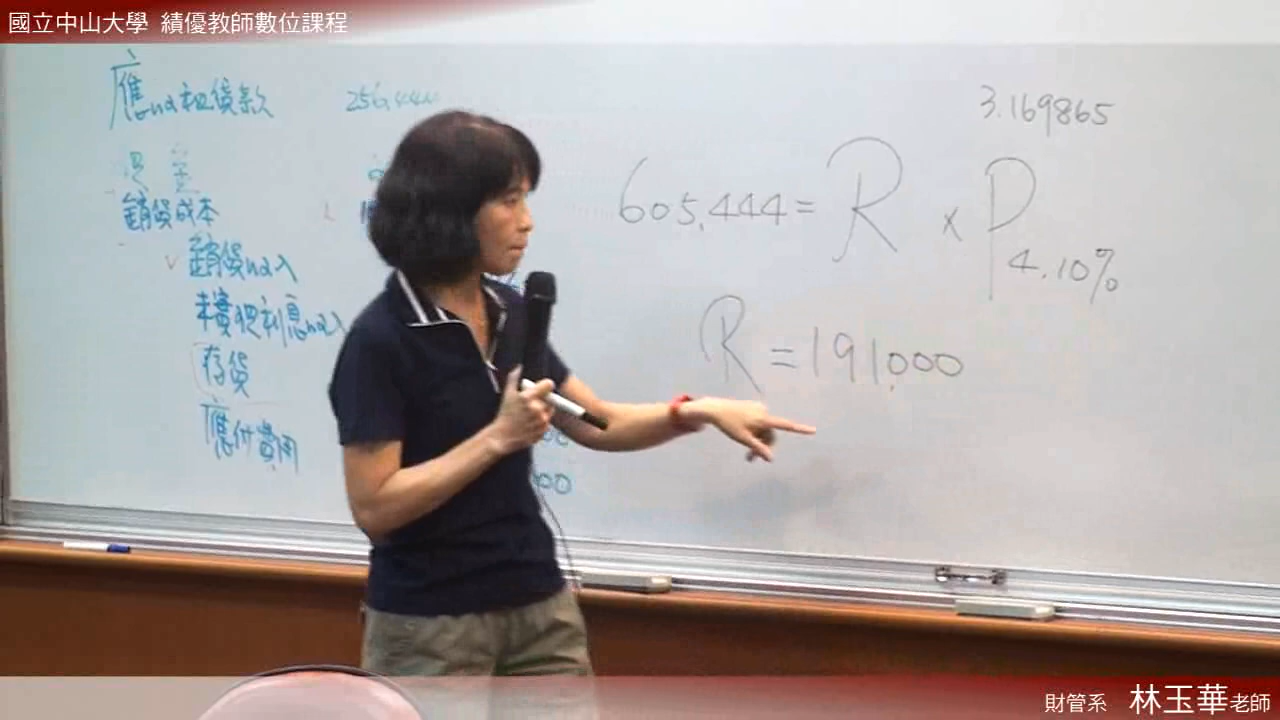 國立中山大學 績優教師數位課程
應收租賃款 256,444
現金
銷貨成本
銷貨收入
未實現利息收入
存貨
應付費用
3.169865
605,444 = R × P 4.10%
R = 191,000
財管系 林玉華老師